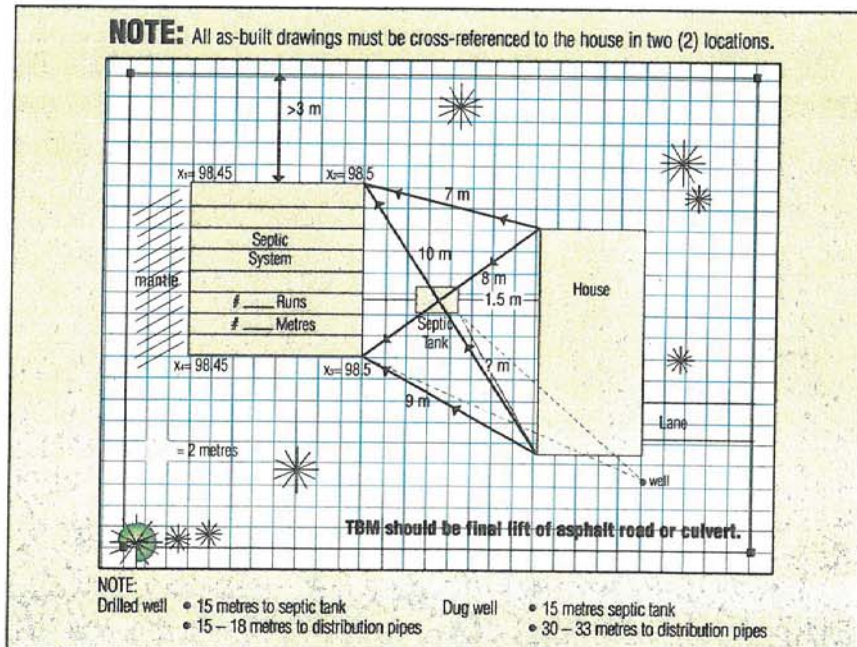 NOTE: All as-built drawings must be cross-referenced to the house in two (2) locations.
>3 m
x₁= 98.45
x₂= 98.5
7 m
Septic
System
10 m
8 m
mantle
House
# ___ Runs
1.5 m
# ___ Metres
Septic
Tank
? m
x₄= 98.45
x₃= 98.5
9 m
Lane
= 2 metres
well
TBM should be final lift of asphalt road or culvert.
NOTE:
Drilled well • 15 metres to septic tank
• 15 – 18 metres to distribution pipes
Dug well • 15 metres septic tank
• 30 – 33 metres to distribution pipes